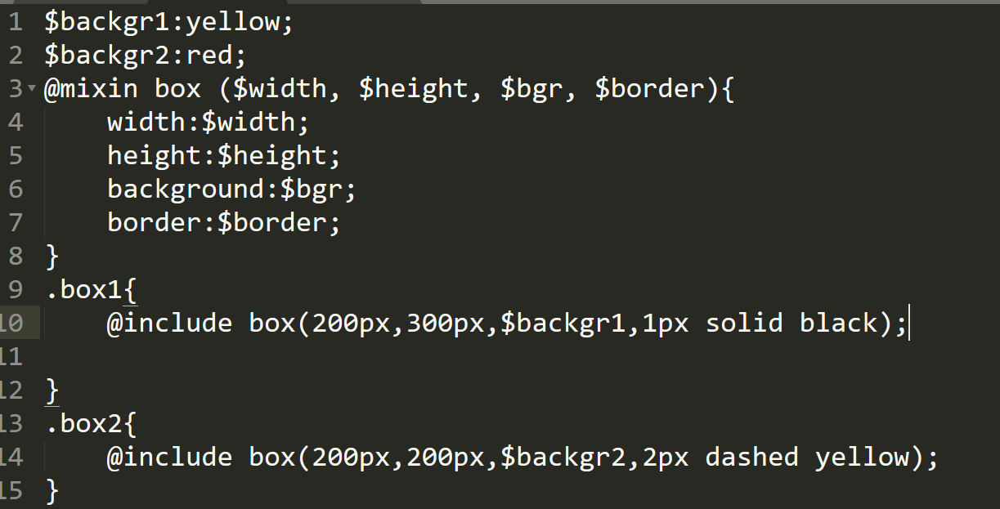 1 $backgr1:yellow;
2 $backgr2:red;
3 @mixin box ($width, $height, $bgr, $border){
4     width:$width;
5     height:$height;
6     background:$bgr;
7     border:$border;
8 }
9 .box1{
10     @include box(200px,300px,$backgr1,1px solid black);
11
12 }
13 .box2{
14     @include box(200px,200px,$backgr2,2px dashed yellow);
15 }